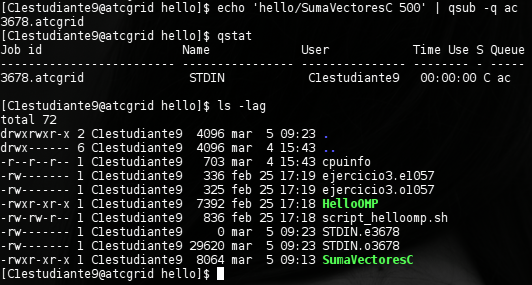 [C1estudiante9@atcgrid hello]$ echo 'hello/SumaVectoresC 500' | qsub -q ac
3678.atcgrid
[C1estudiante9@atcgrid hello]$ qstat
Job id                    Name             User            Time Use S Queue
------------------------- ---------------- --------------- -------- - -----
3678.atcgrid               STDIN            C1estudiante9   00:00:00 C ac
[C1estudiante9@atcgrid hello]$ ls -lag
total 72
drwxrwxr-x 2 C1estudiante9  4096 mar  5 09:23 .
drwx------ 6 C1estudiante9  4096 mar  4 15:43 ..
-r--r--r-- 1 C1estudiante9   703 mar  4 15:43 cpuinfo
-rw------- 1 C1estudiante9   336 feb 25 17:19 ejercicio3.e1057
-rw------- 1 C1estudiante9   325 feb 25 17:19 ejercicio3.o1057
-rwxr-xr-x 1 C1estudiante9  7392 feb 25 17:18 HelloOMP
-rw-rw-r-- 1 C1estudiante9   836 feb 25 17:18 script_helloomp.sh
-rw------- 1 C1estudiante9     0 mar  5 09:23 STDIN.e3678
-rw------- 1 C1estudiante9 29620 mar  5 09:23 STDIN.o3678
-rwxr-xr-x 1 C1estudiante9  8064 mar  5 09:13 SumaVectoresC
[C1estudiante9@atcgrid hello]$